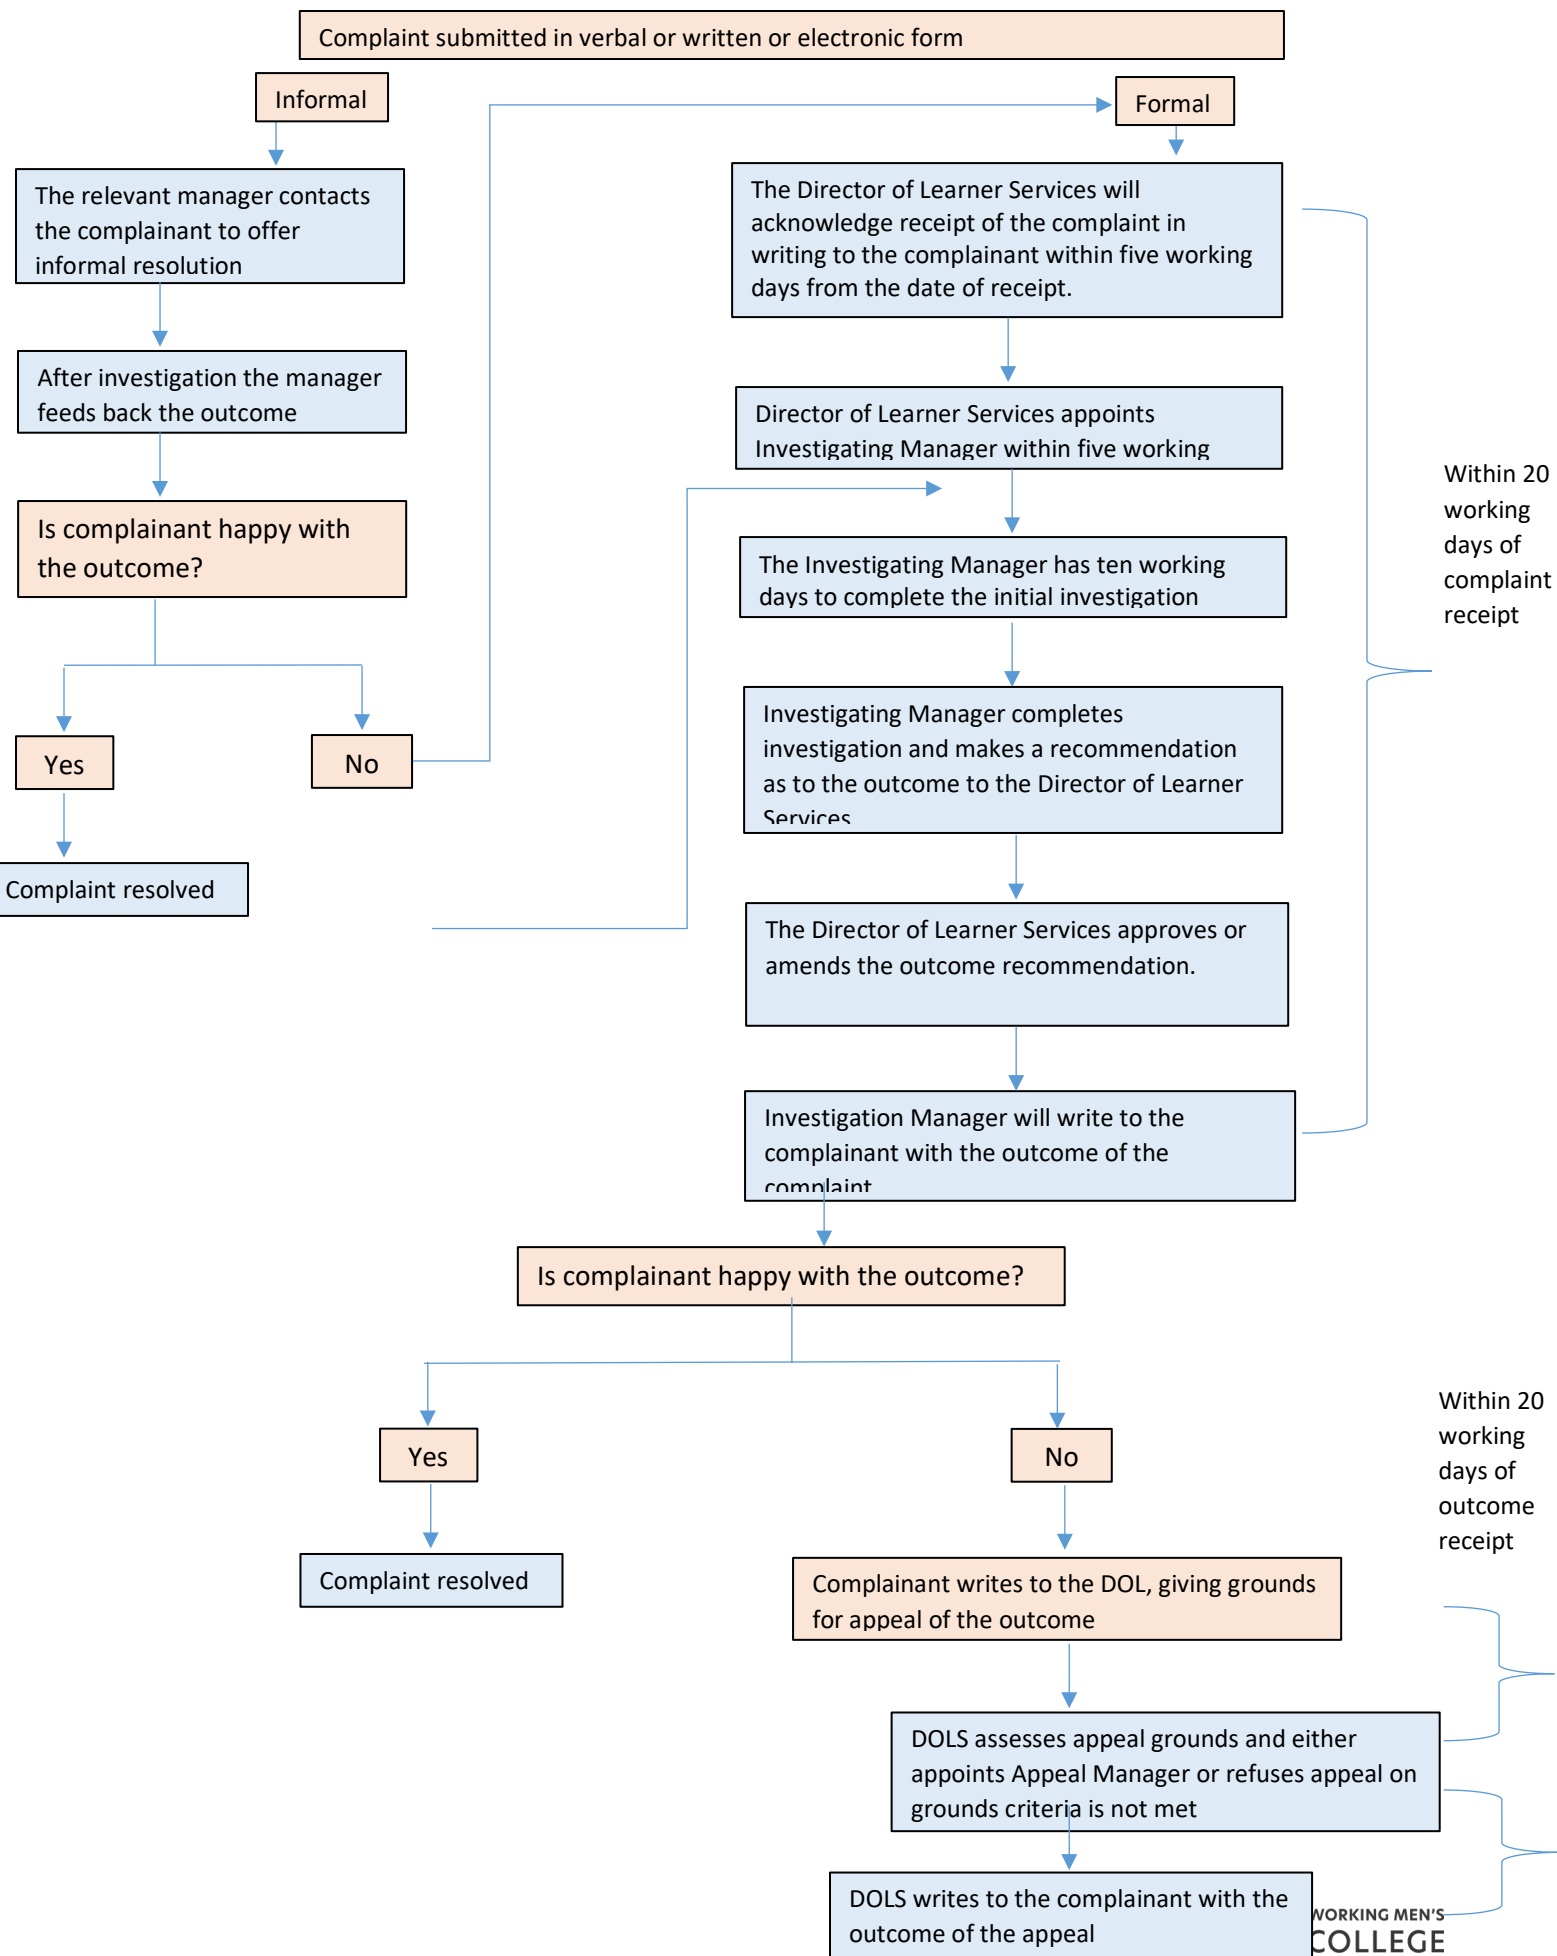 Complaint submitted in verbal or written or electronic form
Informal
Formal
The relevant manager contacts
the complainant to offer
informal resolution
The Director of Learner Services will
acknowledge receipt of the complaint in
writing to the complainant within five working
days from the date of receipt.
After investigation the manager
feeds back the outcome
Director of Learner Services appoints
Investigating Manager within five working
Within 20
working
days of
complaint
receipt
Is complainant happy with
the outcome?
The Investigating Manager has ten working
days to complete the initial investigation
Yes
No
Investigating Manager completes
investigation and makes a recommendation
as to the outcome to the Director of Learner
Services
Complaint resolved
The Director of Learner Services approves or
amends the outcome recommendation.
Investigation Manager will write to the
complainant with the outcome of the
complaint
Is complainant happy with the outcome?
Yes
No
Within 20
working
days of
outcome
receipt
Complaint resolved
Complainant writes to the DOL, giving grounds
for appeal of the outcome
DOLS assesses appeal grounds and either
appoints Appeal Manager or refuses appeal on
grounds criteria is not met
DOLS writes to the complainant with the
outcome of the appeal
WORKING MEN'S
COLLEGE